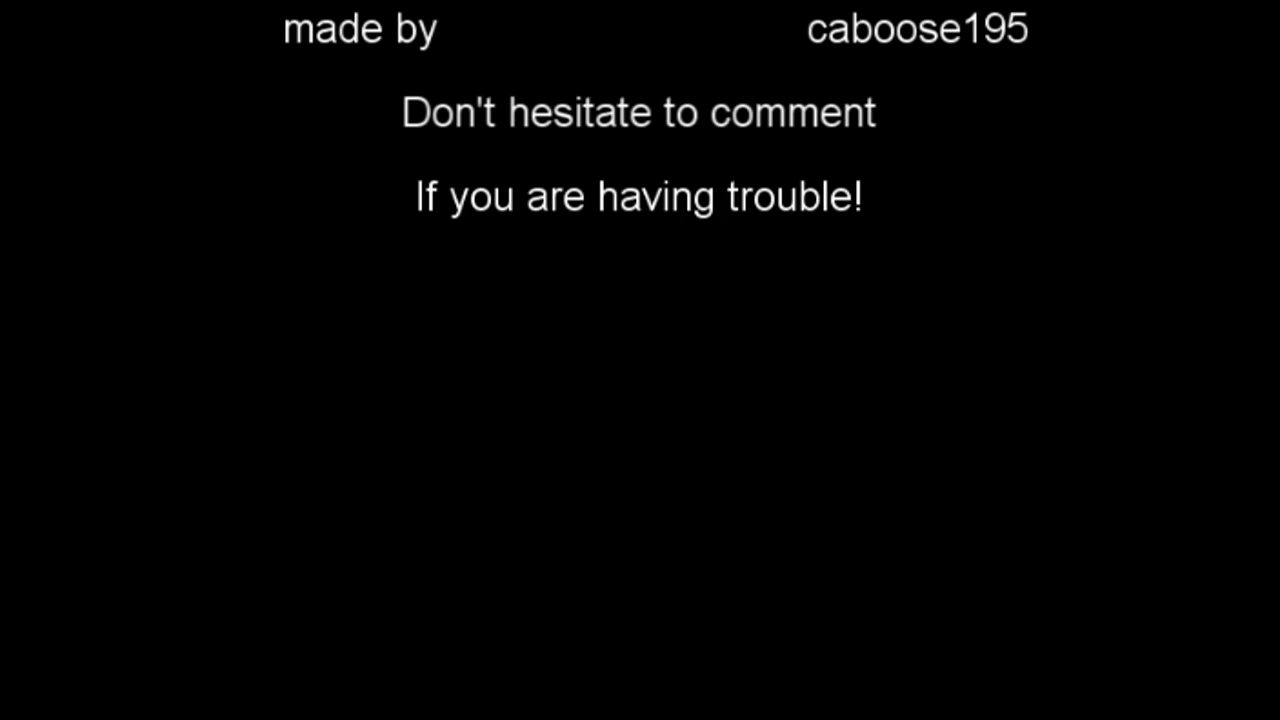 made by caboose195
Don't hesitate to comment
If you are having trouble!